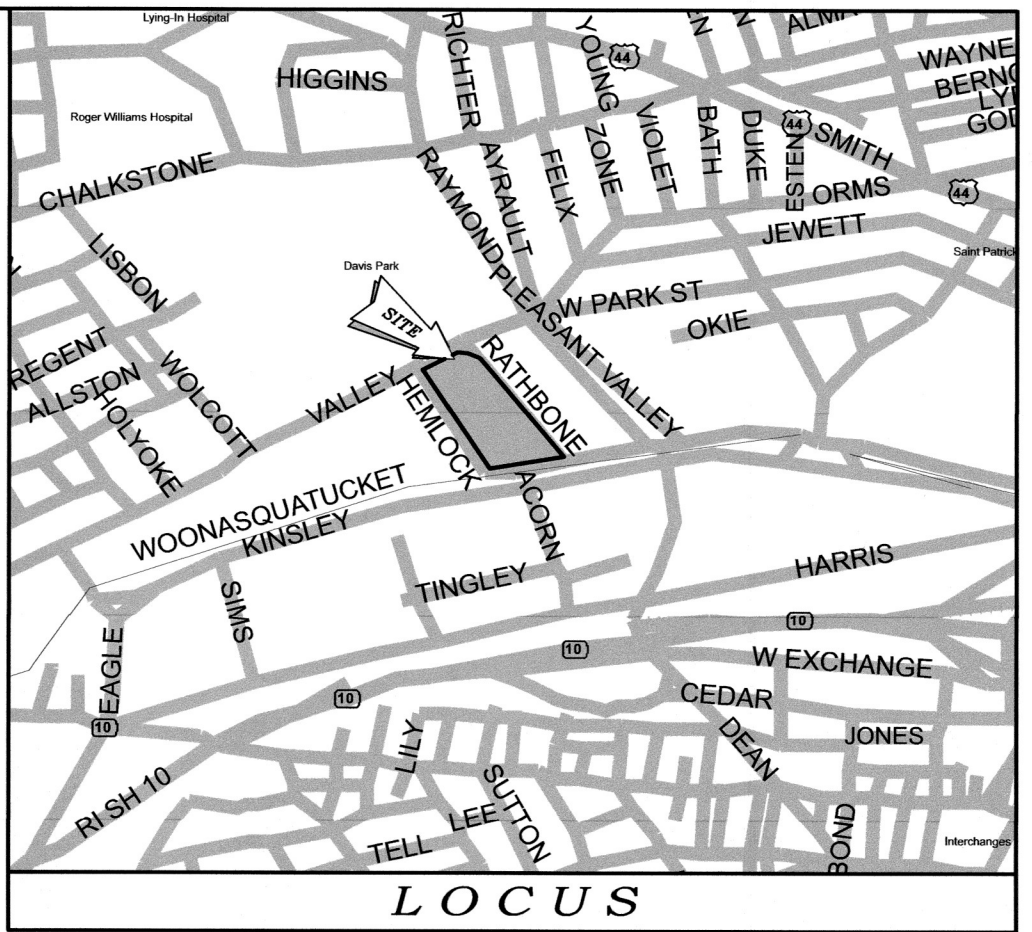 Lying-In Hospital
RICHTER
YOUNG
44
ALMA
HIGGINS
WAYNE
Roger Williams Hospital
VIOLET
BATH
DUKE
44
SMITH
ESTEN
CHALKSTONE
RAYMOND
AYRAULT
FELIX
ZONE
ORMS
44
JEWETT
LISBON
Davis Park
Saint Patrick
PLEASANT VALLEY
W PARK ST
OKIE
SITE
REGENT
ALLSTON
HOLYOKE
WOLCOTT
VALLEY
HEMLOCK
RATHBONE
WOONASQUATUCKET
KINSLEY
ACORN
SIMS
TINGLEY
HARRIS
EAGLE
10
10
10
10
W EXCHANGE
CEDAR
DEAN
JONES
LILY
RI SH 10
SUTTON
LEE
TELL
BOND
Interchanges
LOCUS